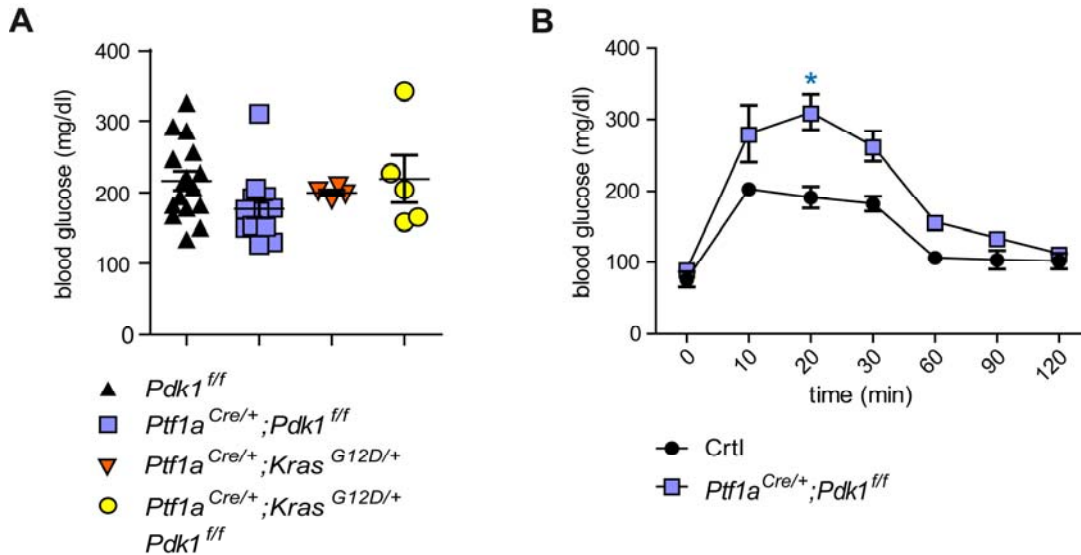 A
blood glucose (mg/dl)
400
300
200
100
0
Pdk1 f/f
Ptf1a Cre/+ ;Pdk1 f/f
Ptf1a Cre/+ ;Kras G12D/+
Ptf1a Cre/+ ;Kras G12D/+
Pdk1 f/f
B
blood glucose (mg/dl)
400
300
200
100
0
*
0 10 20 30 60 90 120
time (min)
Crtl
Ptf1a Cre/+ ;Pdk1 f/f